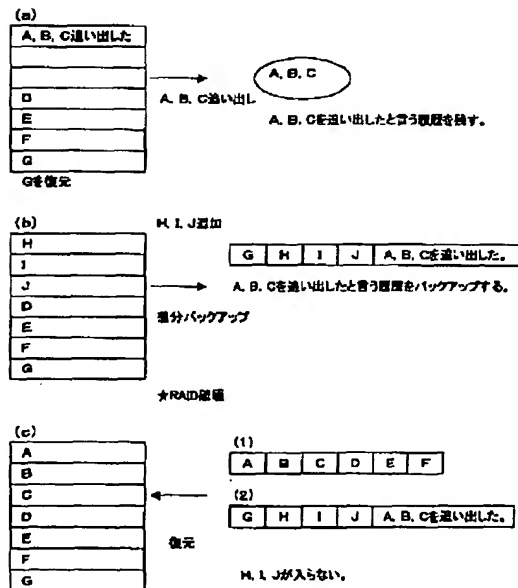 (a)
A, B, C追い出した
A, B, C
D
A, B, C追い出し
E
A, B, Cを追い出したと言う履歴を残す。
F
G
Gを復元
(b)
H, I, J追加
H
G H I J A, B, Cを追い出した。
I
J
A, B, Cを追い出したと言う履歴をバックアップする。
D
差分バックアップ
E
F
G
★RAID破壊
(c)
(1)
A
A B C D E F
B
C
(2)
D
G H I J A, B, Cを追い出した。
E
復元
F
G
H, I, Jが入らない。